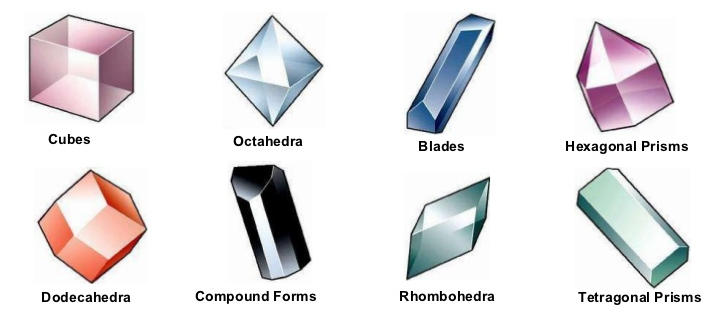 Cubes
Octahedra
Blades
Hexagonal Prisms
Dodecahedra
Compound Forms
Rhombohedra
Tetragonal Prisms